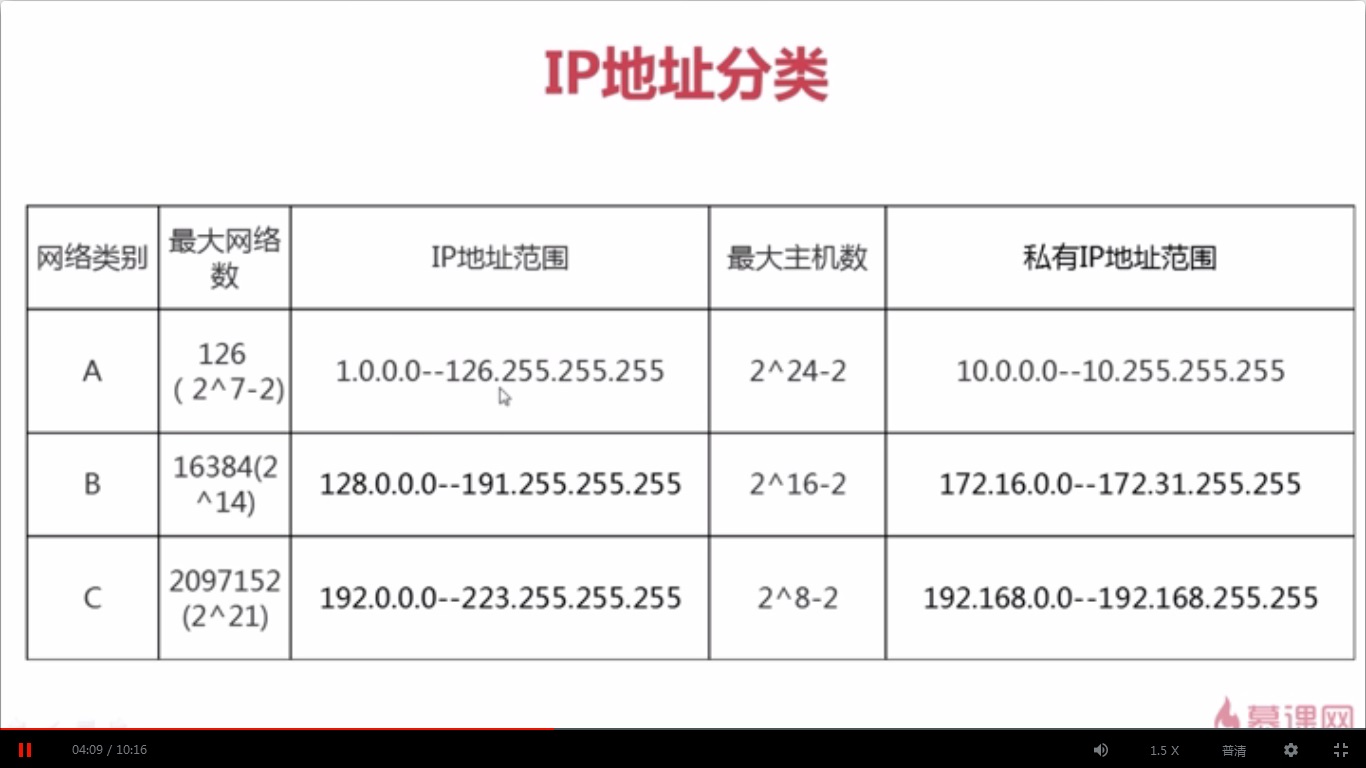 IP地址分类
网络类别
最大网络
数
IP地址范围
最大主机数
私有IP地址范围
A
126
( 2^7-2)
1.0.0.0--126.255.255.255
2^24-2
10.0.0.0--10.255.255.255
B
16384(2
^14)
128.0.0.0--191.255.255.255
2^16-2
172.16.0.0--172.31.255.255
C
2097152
(2^21)
192.0.0.0--223.255.255.255
2^8-2
192.168.0.0--192.168.255.255
慕课网
04:09 / 10:16
1.5 X
普清